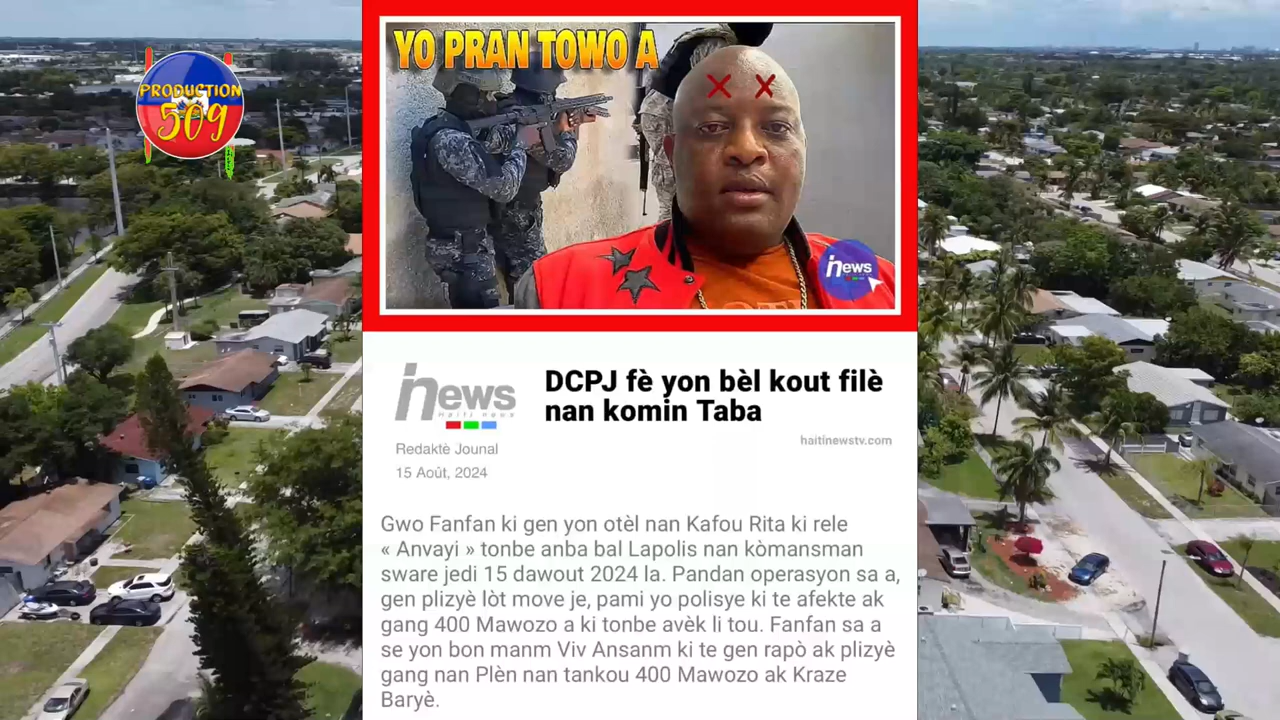 PRODUCTION
509
YO PRAN TOWO A
news
inews
Haiti news
DCPJ fè yon bèl kout filè
nan komin Taba
haitinewstv.com
Redaktè Jounal
15 Août, 2024
Gwo Fanfan ki gen yon otèl nan Kafou Rita ki rele
« Anvayi » tonbe anba bal Lapolis nan kòmansman
sware jedi 15 dawout 2024 la. Pandan operasyon sa a,
gen plizyè lòt move je, pami yo polisye ki te afekte ak
gang 400 Mawozo a ki tonbe avèk li tou. Fanfan sa a
se yon bon manm Viv Ansanm ki te gen rapò ak plizyè
gang nan Plèn nan tankou 400 Mawozo ak Kraze
Baryè.